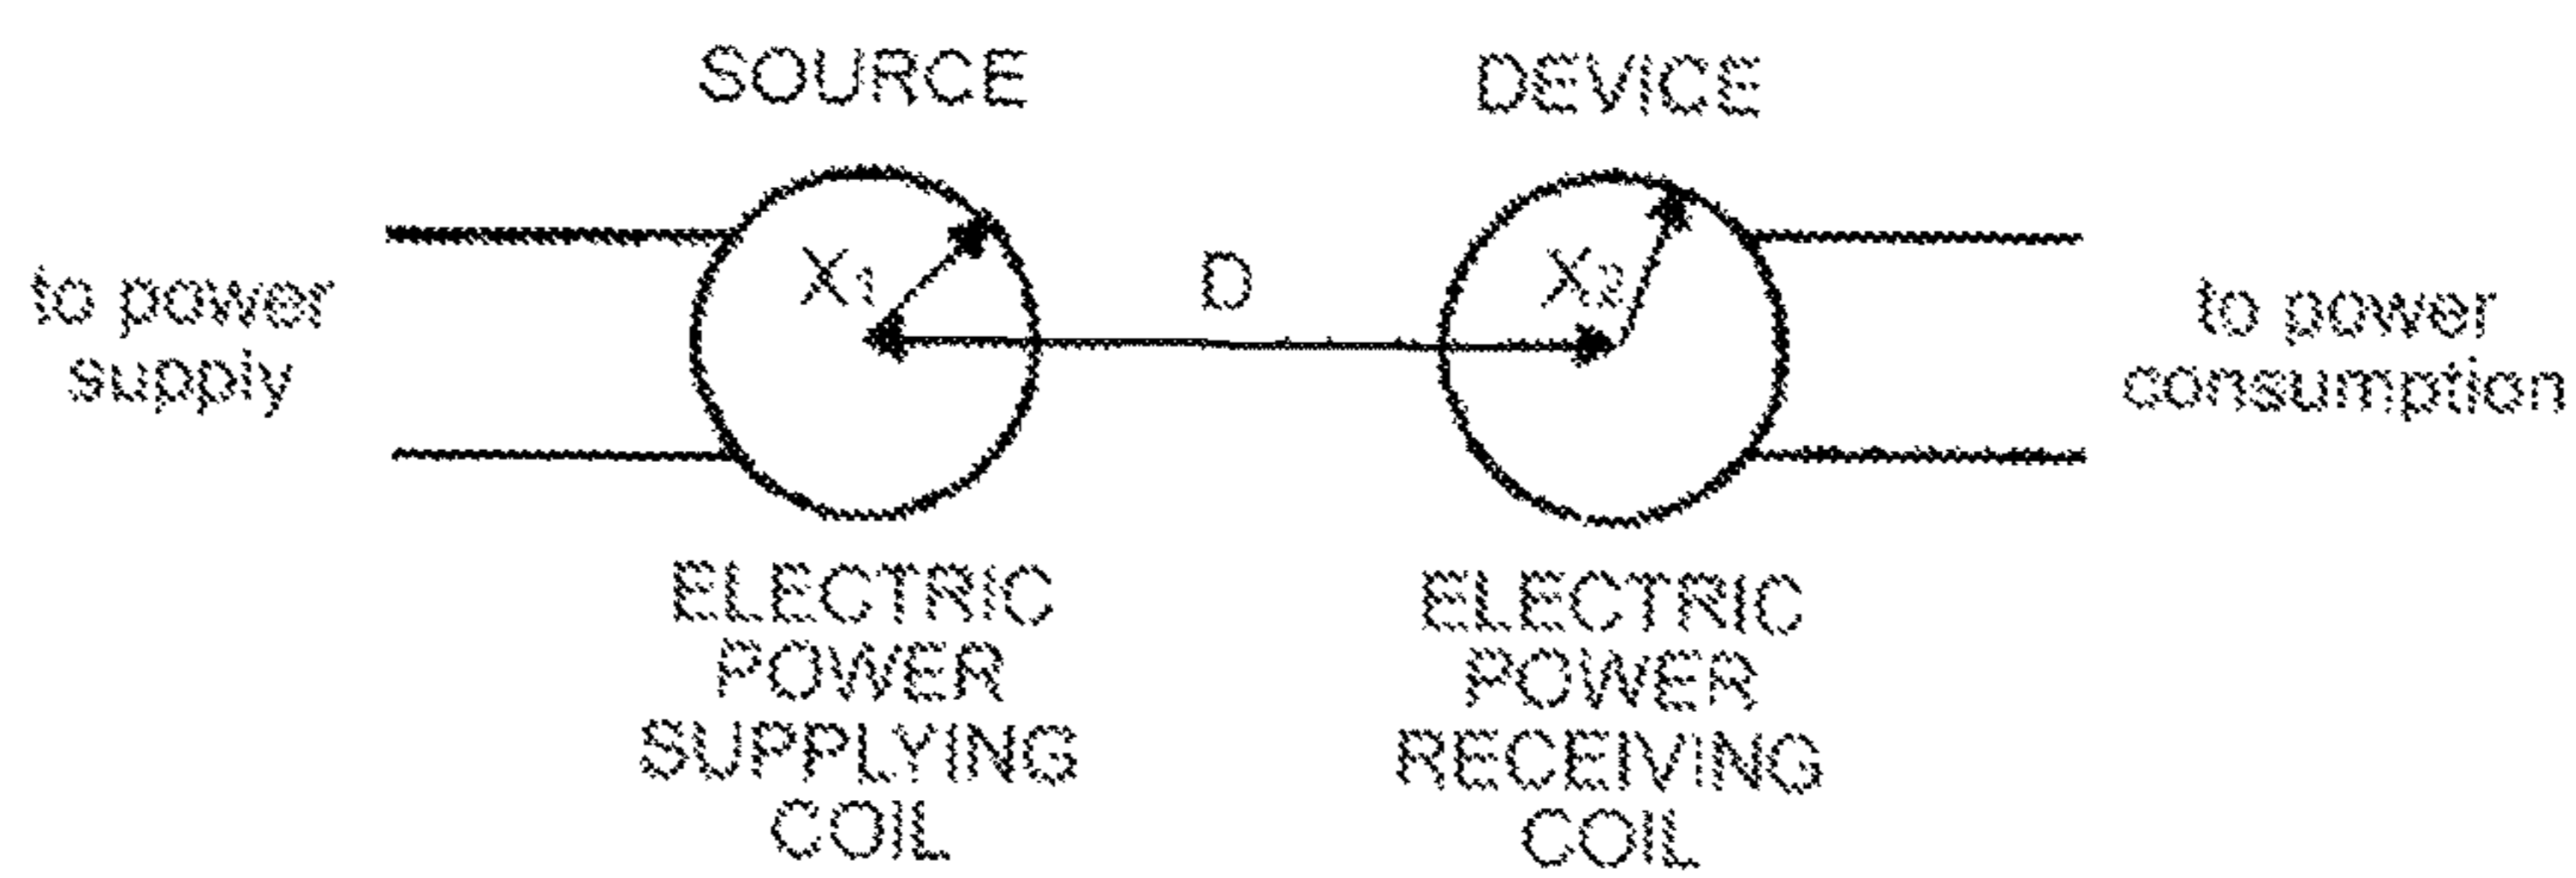 SOURCE
DEVICE
to power
supply
X1
D
X2
to power
consumption
ELECTRIC
POWER
SUPPLYING
COIL
ELECTRIC
POWER
RECEIVING
COIL